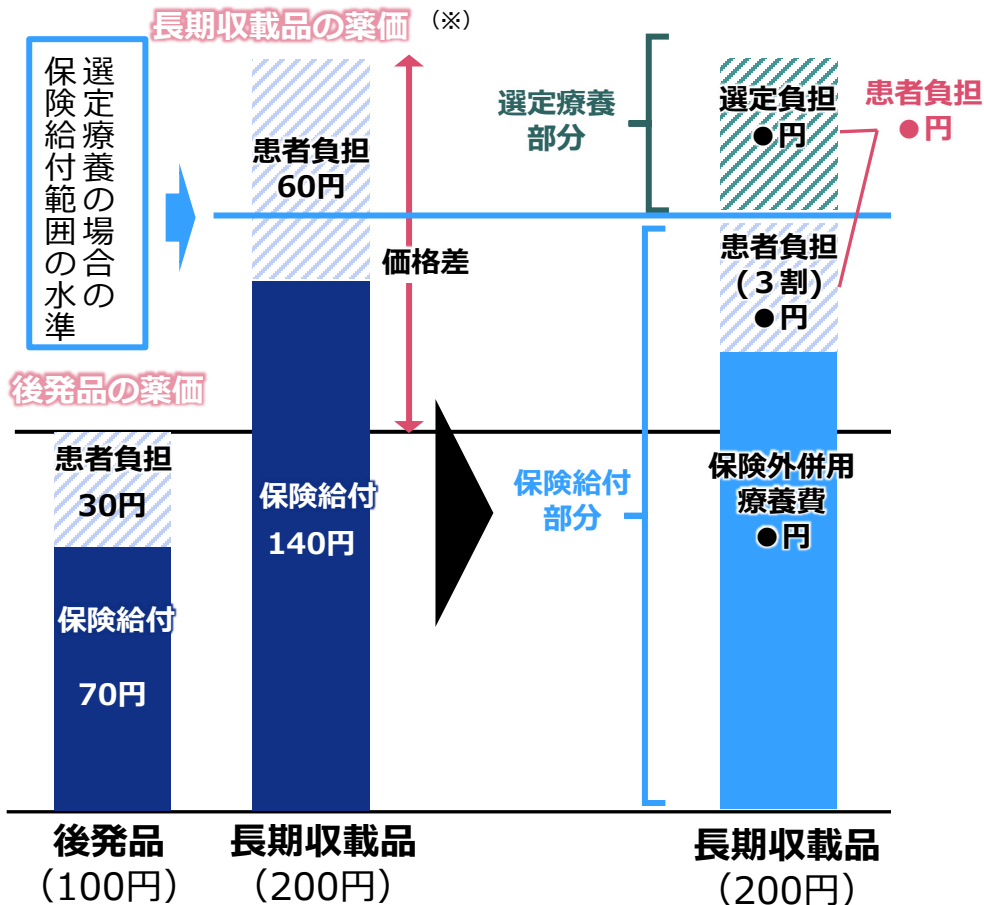 長期収載品の薬価 （※）
選定療養の場合の
保険給付範囲の水準
患者負担
60円
価格差
選定療養
部分
選定負担
●円
患者負担
●円
患者負担
(３割)
●円
後発品の薬価
患者負担
30円
保険給付
70円
保険給付
140円
保険給付
部分
保険外併用
療養費
●円
後発品
（100円）
長期収載品
（200円）
長期収載品
（200円）